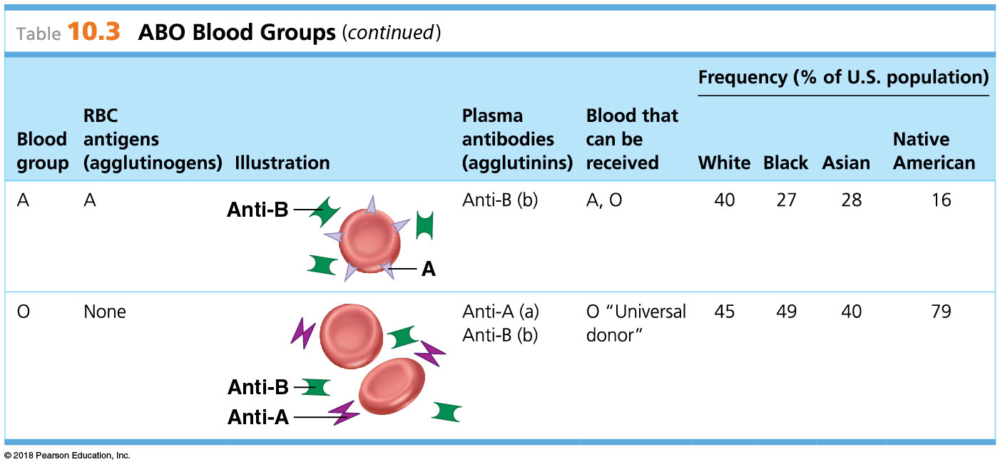 Table 10.3 ABO Blood Groups (continued)
Frequency (% of U.S. population)
Blood group
RBC antigens (agglutinogens)
Illustration
Plasma antibodies (agglutinins)
Blood that can be received
White Black Asian Native American
A A Anti-B A Anti-B (b) A, O 40 27 28 16
O None Anti-B Anti-A Anti-A (a) Anti-B (b) O “Universal donor” 45 49 40 79
© 2018 Pearson Education, Inc.